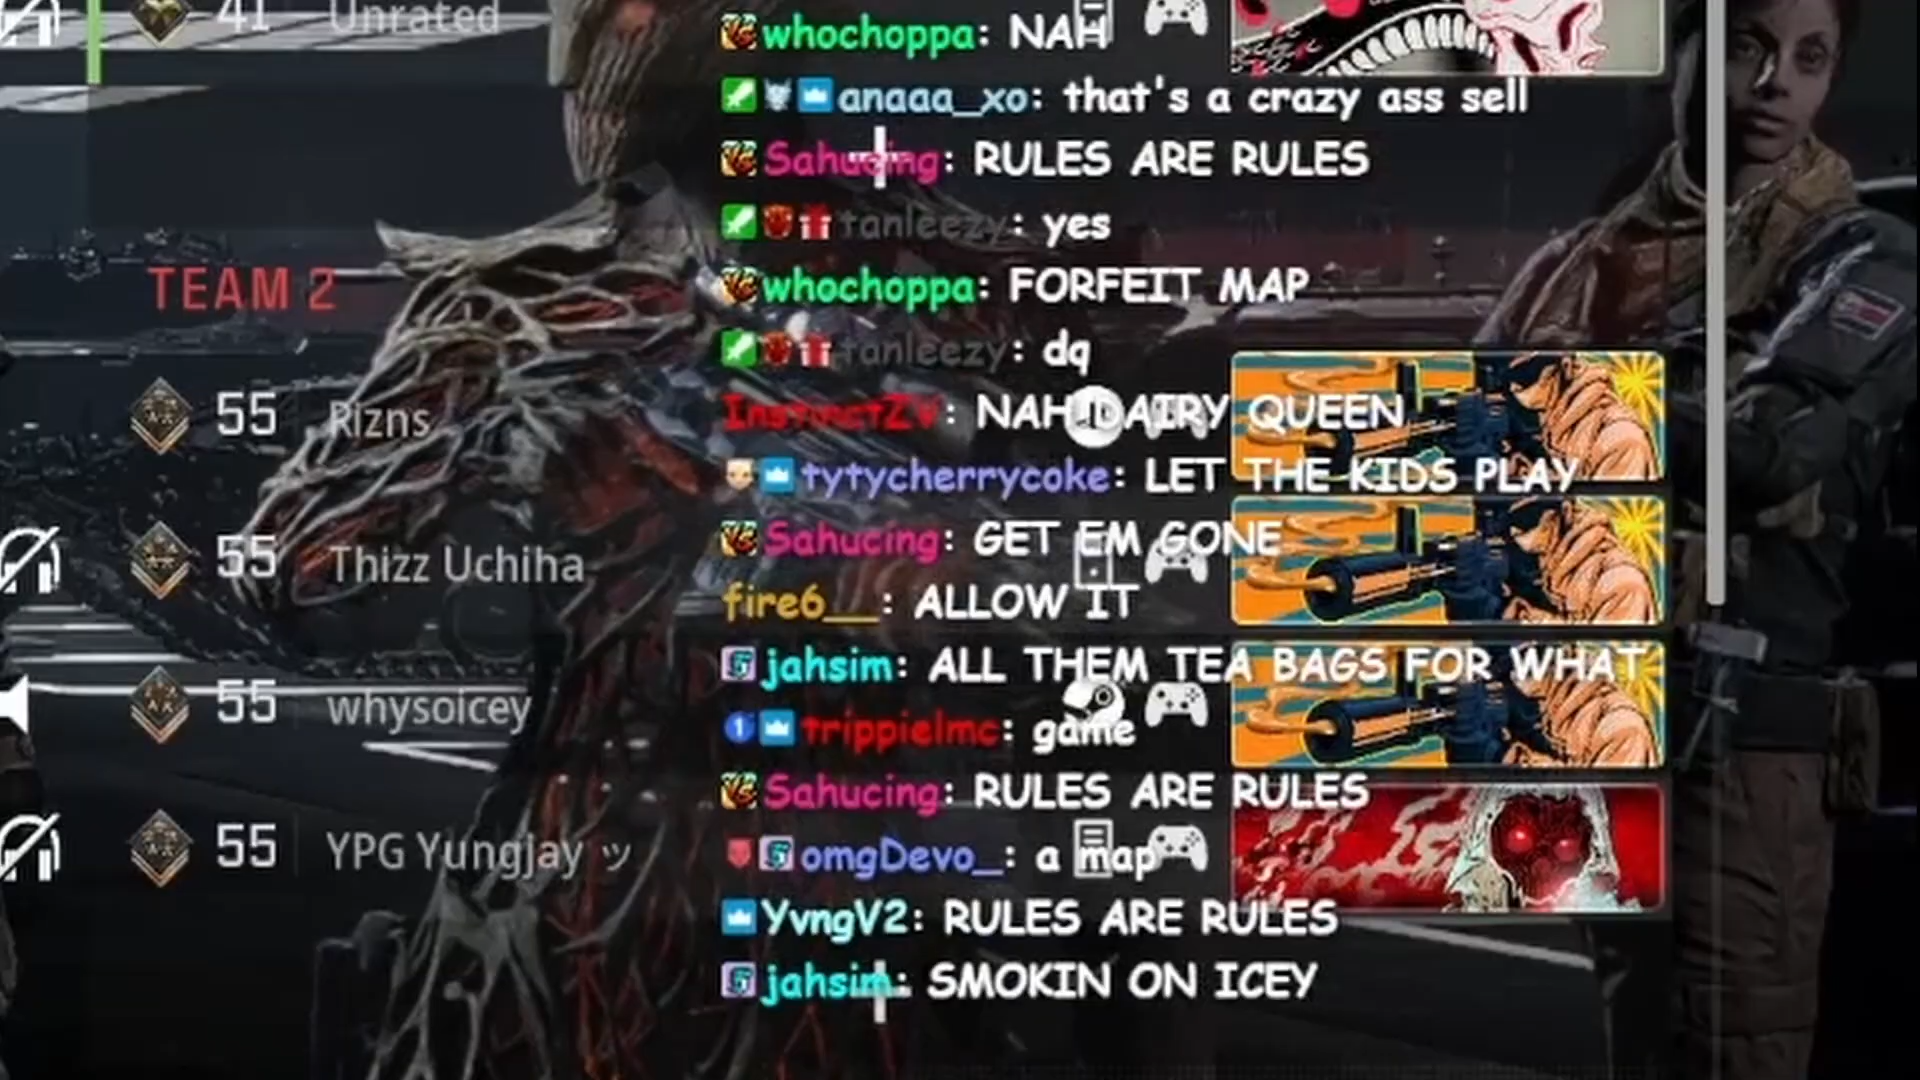 41 Unrated
whochoppa: NAH
anaaa_xo: that's a crazy ass sell
Sahucing: RULES ARE RULES
tanleezy: yes
TEAM 2
whochoppa: FORFEIT MAP
tanleezy: dq
55 Rizns
InstinctZV: NAH DAIRY QUEEN
tytycherrycoke: LET THE KIDS PLAY
Sahucing: GET EM GONE
55 Thizz Uchiha
fire6__: ALLOW IT
jahsim: ALL THEM TEA BAGS FOR WHAT
55 whysoicey
trippielmc: game
Sahucing: RULES ARE RULES
55 YPG Yungjay ッ
omgDevo_: a map
YvngV2: RULES ARE RULES
jahsim: SMOKIN ON ICEY